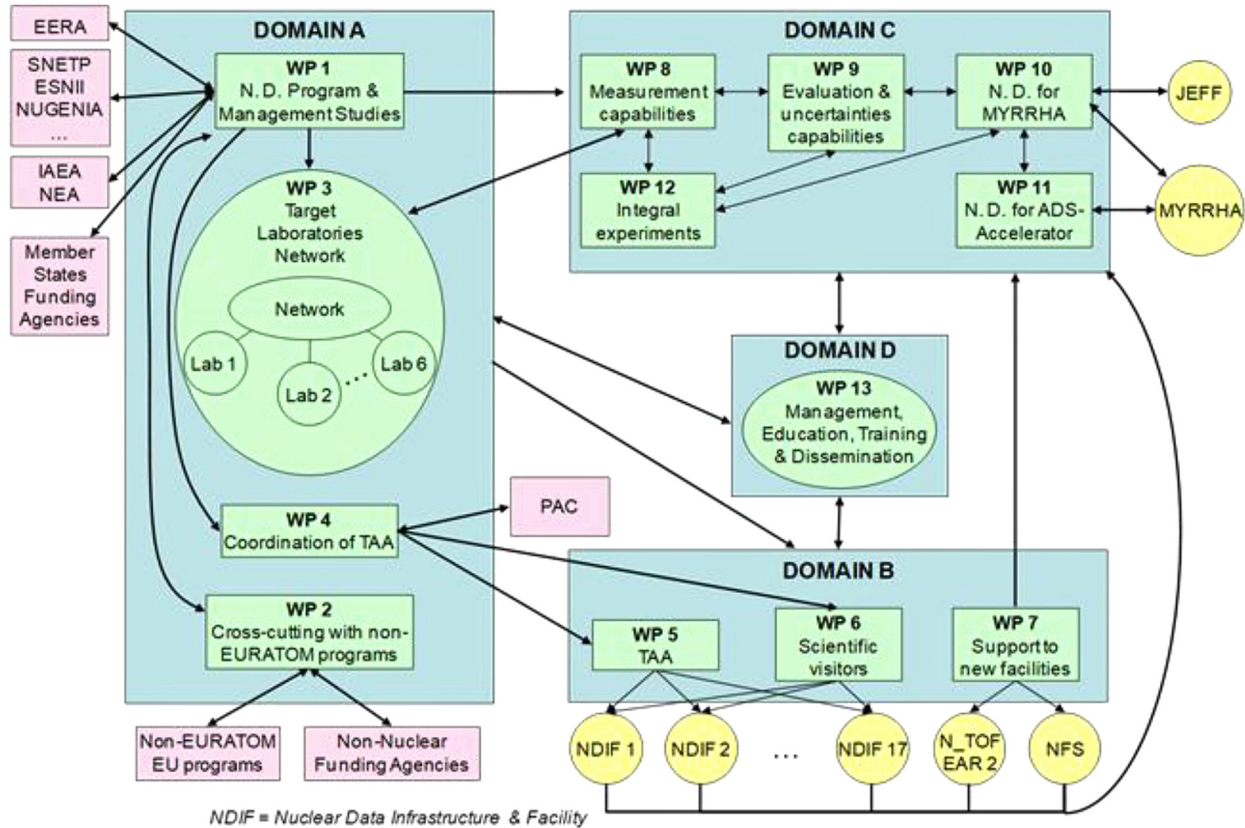 EERA
SNETP
ESNII
NUGENIA
...
IAEA
NEA
Member
States
Funding
Agencies
DOMAIN A
WP 1
N.D. Program &
Management Studies
WP 3
Target
Laboratories
Network
Network
Lab 1
Lab 2
...
Lab 6
WP 4
Coordination of TAA
WP 2
Cross-cutting with non-
EURATOM programs
Non-EURATOM
EU programs
Non-Nuclear
Funding Agencies
PAC
DOMAIN C
WP 8
Measurement
capabilities
WP 9
Evaluation &
uncertainties
capabilities
WP 10
N.D. for
MYRRHA
WP 12
Integral
experiments
WP 11
N.D. for ADS-
Accelerator
JEFF
MYRRHA
DOMAIN D
WP 13
Management,
Education, Training
& Dissemination
DOMAIN B
WP 5
TAA
WP 6
Scientific
visitors
WP 7
Support to
new facilities
NDIF 1
NDIF 2
...
NDIF 17
N_TOF
EAR 2
NFS
NDIF = Nuclear Data Infrastructure & Facility